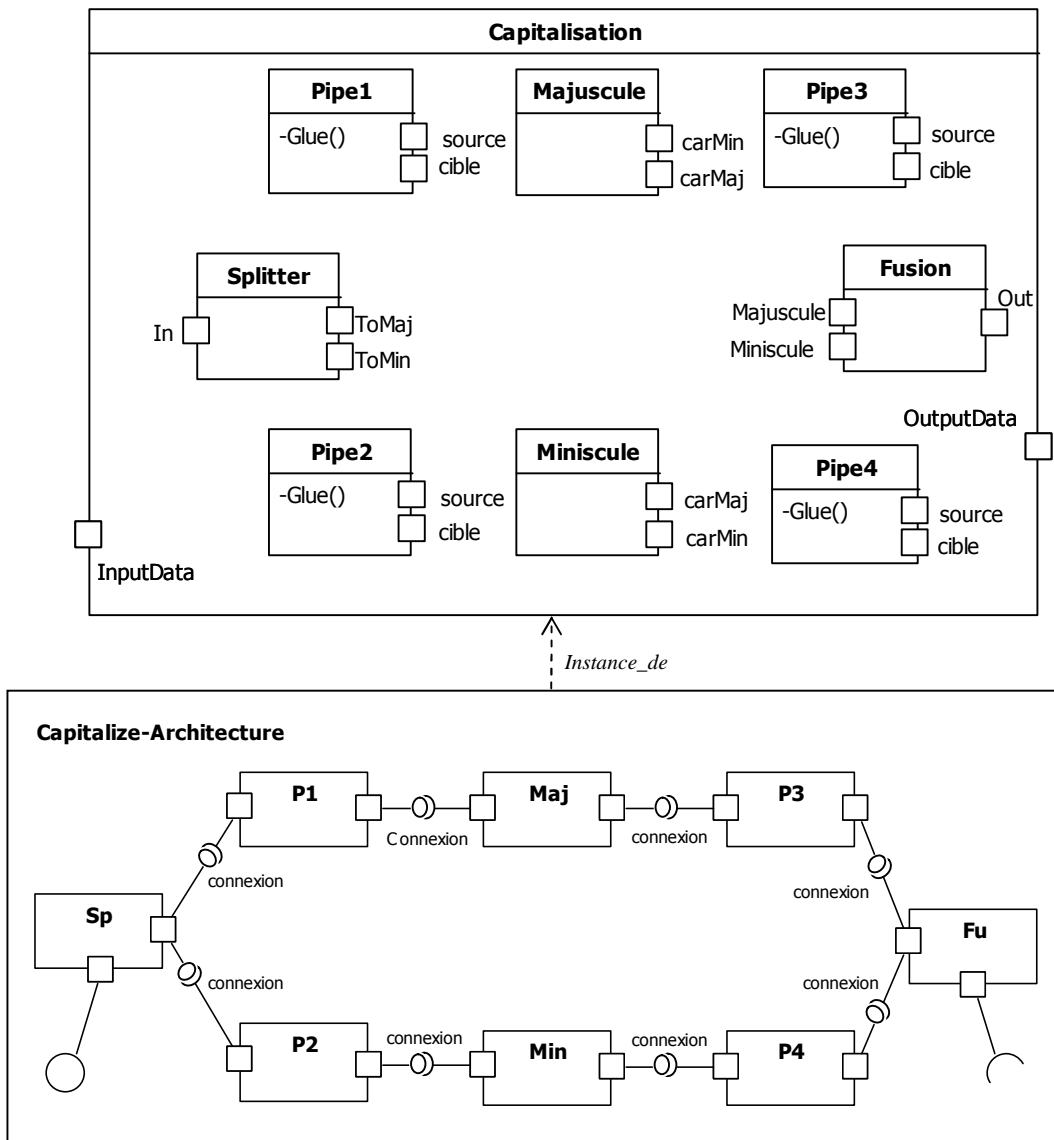 Capitalisation
Pipe1
-Glue()
source
cible
Majuscule
carMin
carMaj
Pipe3
-Glue()
source
cible
Splitter
In
ToMaj
ToMin
Fusion
Majuscule
Miniscule
Out
OutputData
Pipe2
-Glue()
source
cible
Miniscule
carMaj
carMin
Pipe4
-Glue()
source
cible
InputData
Instance_de
Capitalize-Architecture
P1
Connexion
Maj
connexion
P3
connexion
connexion
Sp
Fu
connexion
connexion
P2
connexion
Min
connexion
P4